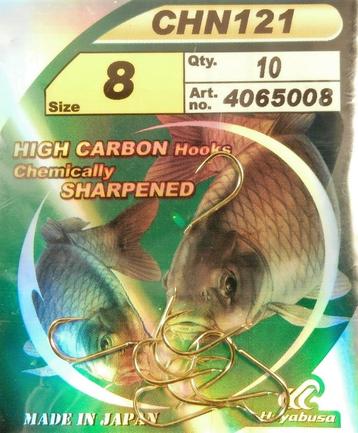 CHN121
Size 8
Qty. 10
Art. no. 4065008
HIGH CARBON Hooks
Chemically
SHARPENED
Hayabusa
MADE IN JAPAN